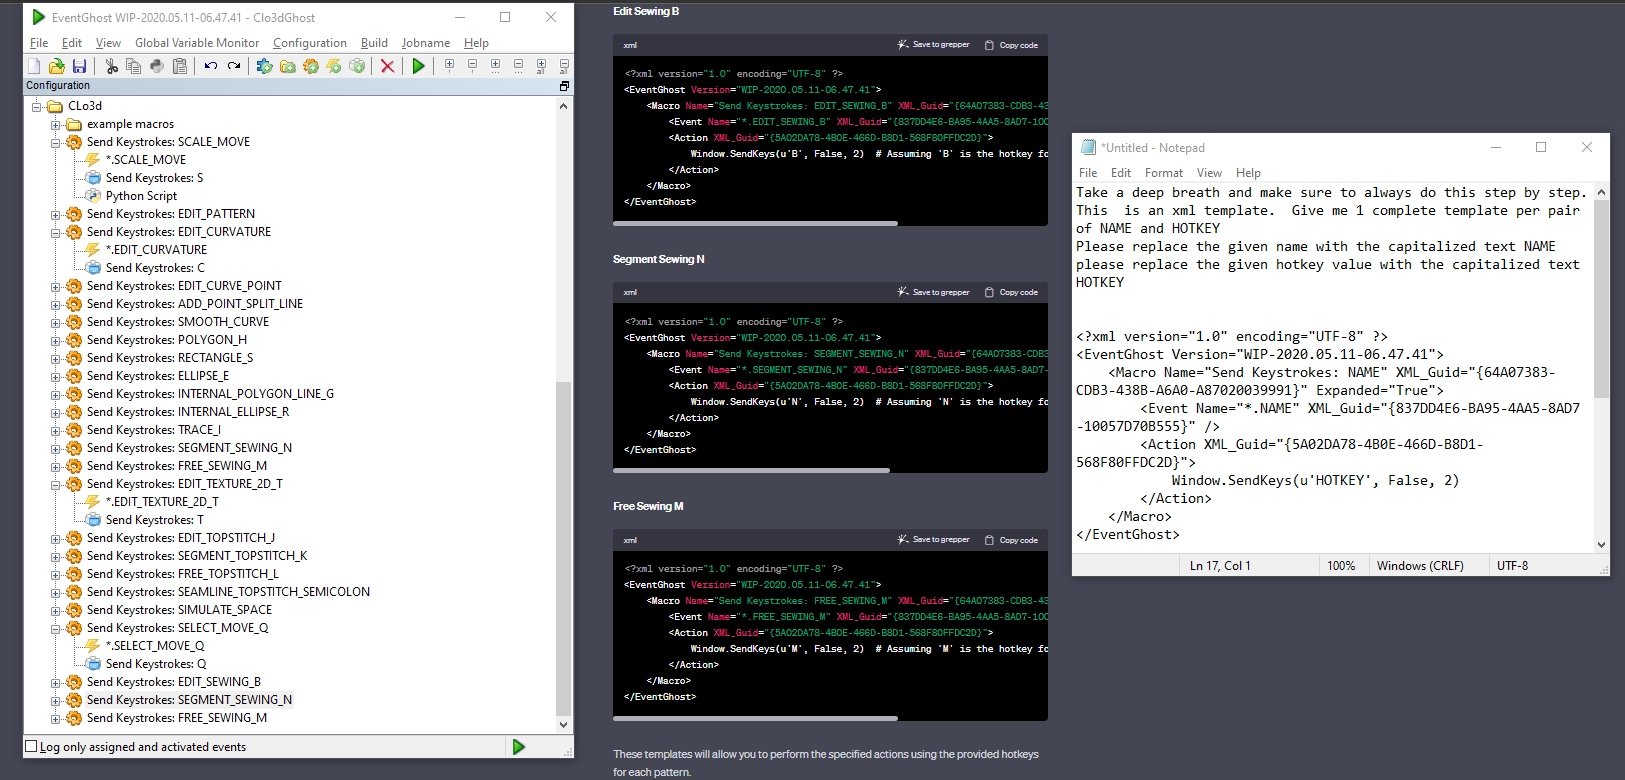 EventGhost WIP-2020.05.11-06.47.41 - Clo3dGhost
File Edit View Global Variable Monitor Configuration Build Jobname Help
Configuration
CLo3d
example macros
Send Keystrokes: SCALE_MOVE
*.SCALE_MOVE
Send Keystrokes: S
Python Script
Send Keystrokes: EDIT_PATTERN
Send Keystrokes: EDIT_CURVATURE
*.EDIT_CURVATURE
Send Keystrokes: C
Send Keystrokes: EDIT_CURVE_POINT
Send Keystrokes: ADD_POINT_SPLIT_LINE
Send Keystrokes: SMOOTH_CURVE
Send Keystrokes: POLYGON_H
Send Keystrokes: RECTANGLE_S
Send Keystrokes: ELLIPSE_E
Send Keystrokes: INTERNAL_POLYGON_LINE_G
Send Keystrokes: INTERNAL_ELLIPSE_R
Send Keystrokes: TRACE_I
Send Keystrokes: SEGMENT_SEWING_N
Send Keystrokes: FREE_SEWING_M
Send Keystrokes: EDIT_TEXTURE_2D_T
*.EDIT_TEXTURE_2D_T
Send Keystrokes: T
Send Keystrokes: EDIT_TOPSTITCH_J
Send Keystrokes: SEGMENT_TOPSTITCH_K
Send Keystrokes: FREE_TOPSTITCH_L
Send Keystrokes: SEAMLINE_TOPSTITCH_SEMICOLON
Send Keystrokes: SIMULATE_SPACE
Send Keystrokes: SELECT_MOVE_Q
*.SELECT_MOVE_Q
Send Keystrokes: Q
Send Keystrokes: EDIT_SEWING_B
Send Keystrokes: SEGMENT_SEWING_N
Send Keystrokes: FREE_SEWING_M
Log only assigned and activated events
Edit Sewing B
xml Save to grepper Copy code
<?xml version="1.0" encoding="UTF-8" ?>
<EventGhost Version="WIP-2020.05.11-06.47.41">
<Macro Name="Send Keystrokes: EDIT_SEWING_B" XML_Guid="{64A07383-CDB3-43
<Event Name="*.EDIT_SEWING_B" XML_Guid="{837DD4E6-BA95-4AA5-8AD7-100
<Action XML_Guid="{5A02DA78-4B0E-466D-B8D1-568F80FFDC2D}">
Window.SendKeys(u'B', False, 2)  # Assuming 'B' is the hotkey fo
</Action>
</Macro>
</EventGhost>
Segment Sewing N
xml Save to grepper Copy code
<?xml version="1.0" encoding="UTF-8" ?>
<EventGhost Version="WIP-2020.05.11-06.47.41">
<Macro Name="Send Keystrokes: SEGMENT_SEWING_N" XML_Guid="{64A07383-CDB3
<Event Name="*.SEGMENT_SEWING_N" XML_Guid="{837DD4E6-BA95-4AA5-8AD7-
<Action XML_Guid="{5A02DA78-4B0E-466D-B8D1-568F80FFDC2D}">
Window.SendKeys(u'N', False, 2)  # Assuming 'N' is the hotkey fo
</Action>
</Macro>
</EventGhost>
Free Sewing M
xml Save to grepper Copy code
<?xml version="1.0" encoding="UTF-8" ?>
<EventGhost Version="WIP-2020.05.11-06.47.41">
<Macro Name="Send Keystrokes: FREE_SEWING_M" XML_Guid="{64A07383-CDB3-43
<Event Name="*.FREE_SEWING_M" XML_Guid="{837DD4E6-BA95-4AA5-8AD7-100
<Action XML_Guid="{5A02DA78-4B0E-466D-B8D1-568F80FFDC2D}">
Window.SendKeys(u'M', False, 2)  # Assuming 'M' is the hotkey fo
</Action>
</Macro>
</EventGhost>
These templates will allow you to perform the specified actions using the provided hotkeys
for each pattern.
*Untitled - Notepad
File Edit Format View Help
Take a deep breath and make sure to always do this step by step.
This  is an xml template.  Give me 1 complete template per pair
of NAME and HOTKEY
Please replace the given name with the capitalized text NAME
please replace the given hotkey value with the capitalized text
HOTKEY
<?xml version="1.0" encoding="UTF-8" ?>
<EventGhost Version="WIP-2020.05.11-06.47.41">
<Macro Name="Send Keystrokes: NAME" XML_Guid="{64A07383-
CDB3-438B-A6A0-A87020039991}" Expanded="True">
<Event Name="*.NAME" XML_Guid="{837DD4E6-BA95-4AA5-8AD7
-10057D70B555}" />
<Action XML_Guid="{5A02DA78-4B0E-466D-B8D1-
568F80FFDC2D}">
Window.SendKeys(u'HOTKEY', False, 2)
</Action>
</Macro>
</EventGhost>
Ln 17, Col 1 100% Windows (CRLF) UTF-8